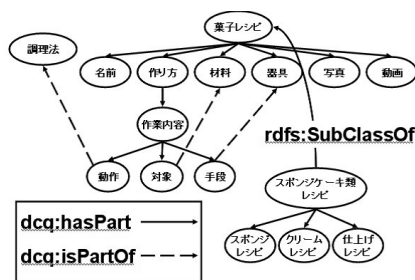 菓子レシピ
調理法
名前
作り方
材料
器具
写真
動画
作業内容
rdfs:SubClassOf
動作
対象
手段
スポンジケーキ類
レシピ
dcq:hasPart
dcq:isPartOf
スポンジ
レシピ
クリーム
レシピ
仕上げ
レシピ